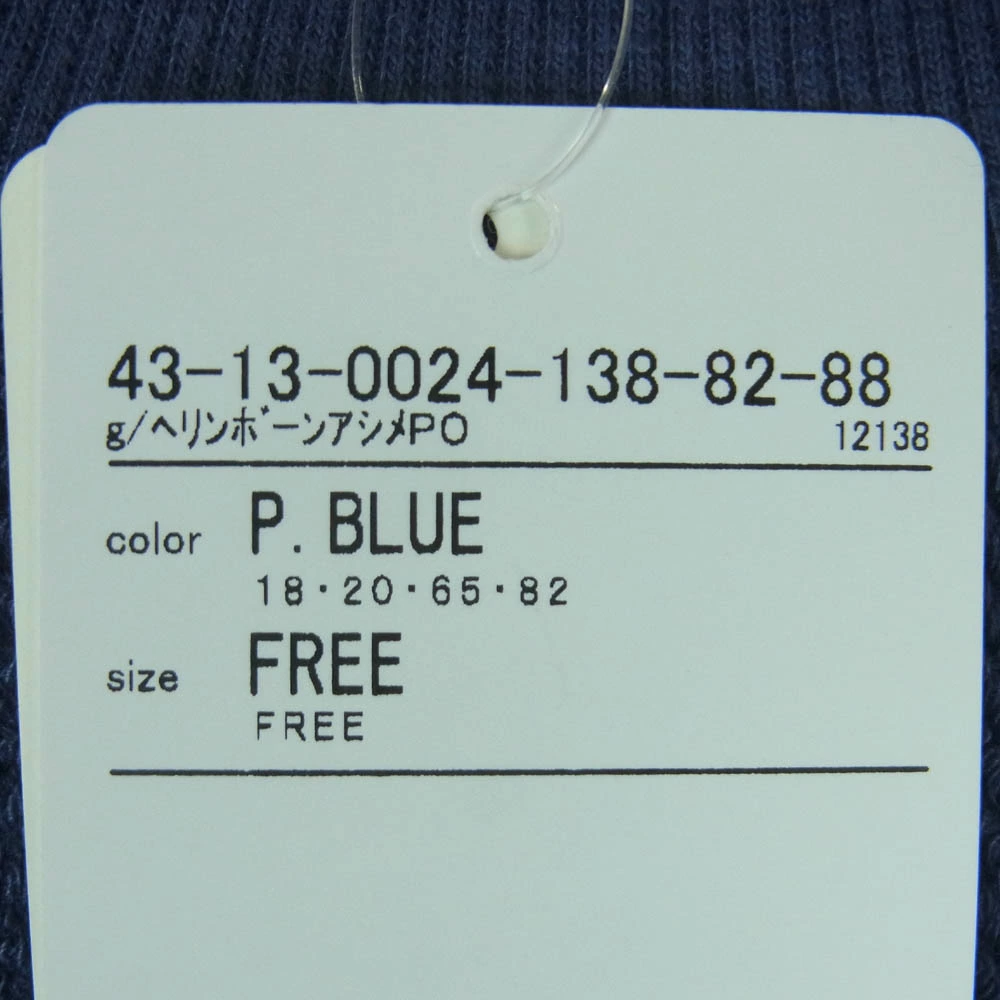 43-13-0024-138-82-88
g/ﾍﾘﾝﾎﾞｰﾝｱｼﾒPO 12138
color P. BLUE
18・20・65・82
size FREE
FREE